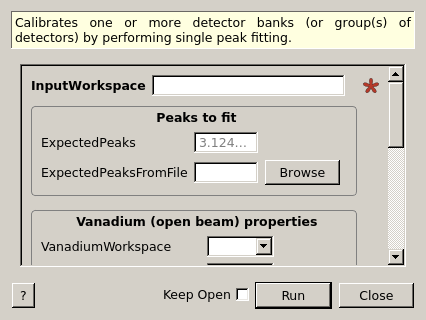 Calibrates one or more detector banks (or group(s) of
detectors) by performing single peak fitting.
InputWorkspace
Peaks to fit
ExpectedPeaks 3.124...
ExpectedPeaksFromFile Browse
Vanadium (open beam) properties
VanadiumWorkspace
? Keep Open Run Close